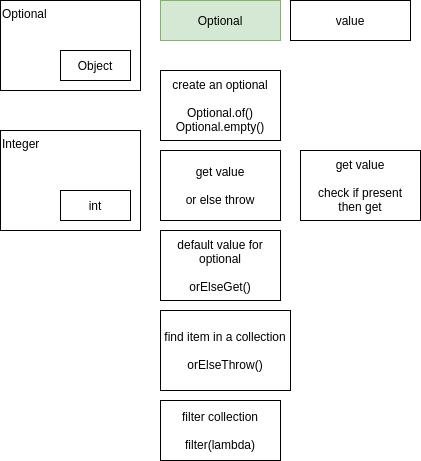 Optional
Object
Integer
int
Optional
value
create an optional
Optional.of()
Optional.empty()
get value
or else throw
get value
check if present
then get
default value for
optional
orElseGet()
find item in a collection
orElseThrow()
filter collection
filter(lambda)